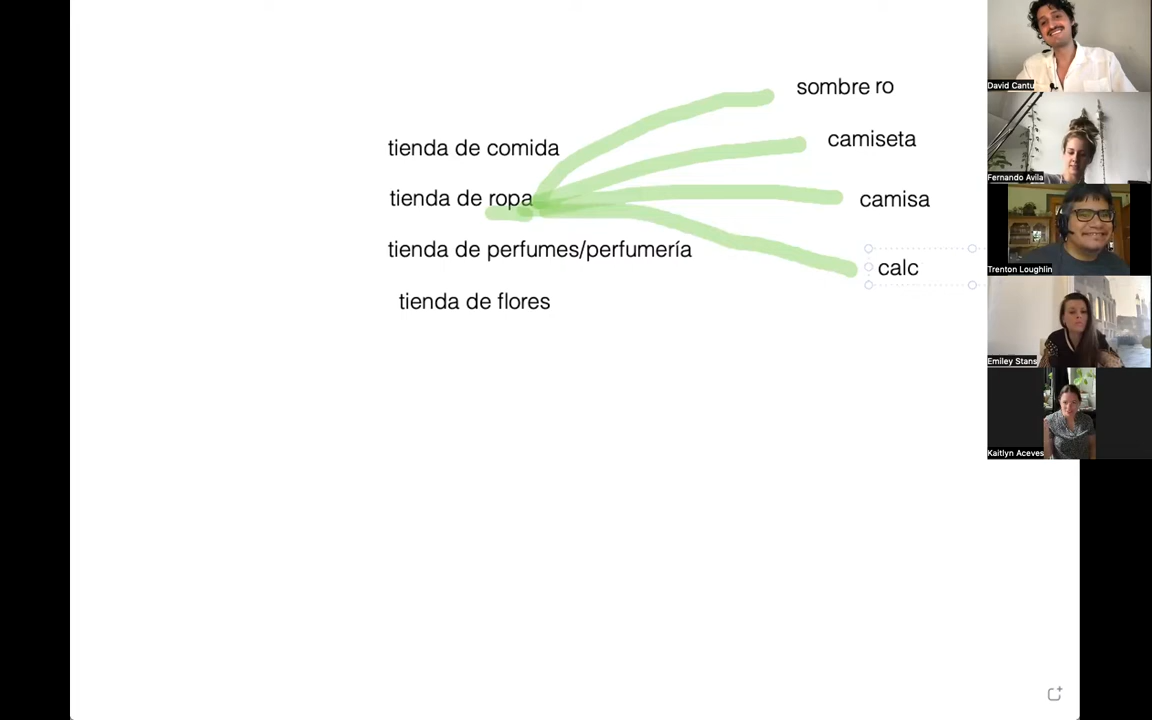 sombre ro
camiseta
tienda de comida
camisa
tienda de ropa
tienda de perfumes/perfumería
calc
tienda de flores
David Cantu
Fernando Avila
Trenton Loughlin
Emiley Stans
Kaitlyn Aceves